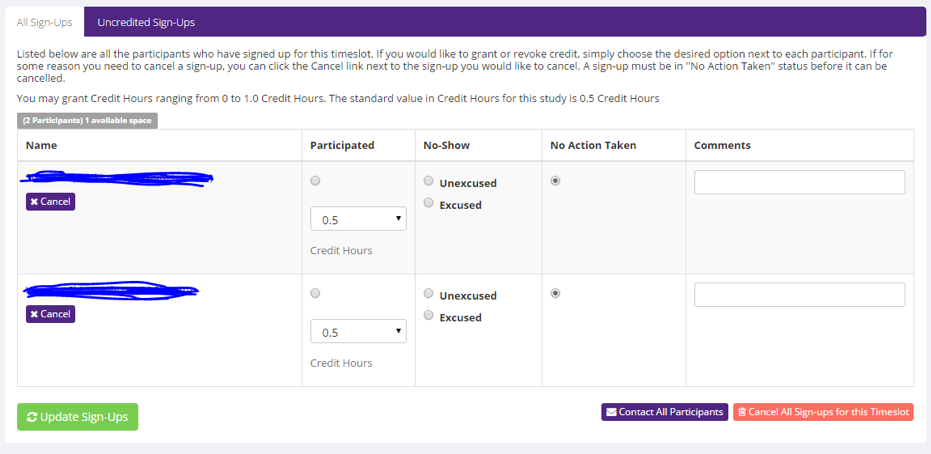 All Sign-Ups Uncredited Sign-Ups
Listed below are all the participants who have signed up for this timeslot. If you would like to grant or revoke credit, simply choose the desired option next to each participant. If for
some reason you need to cancel a sign-up, you can click the Cancel link next to the sign-up you would like to cancel. A sign-up must be in "No Action Taken" status before it can be
cancelled.
You may grant Credit Hours ranging from 0 to 1.0 Credit Hours. The standard value in Credit Hours for this study is 0.5 Credit Hours
(2 Participants) 1 available space
Name Participated No-Show No Action Taken Comments
Unexcused
Cancel Excused
0.5
Credit Hours
Unexcused
Cancel Excused
0.5
Credit Hours
Update Sign-Ups Contact All Participants Cancel All Sign-ups for this Timeslot